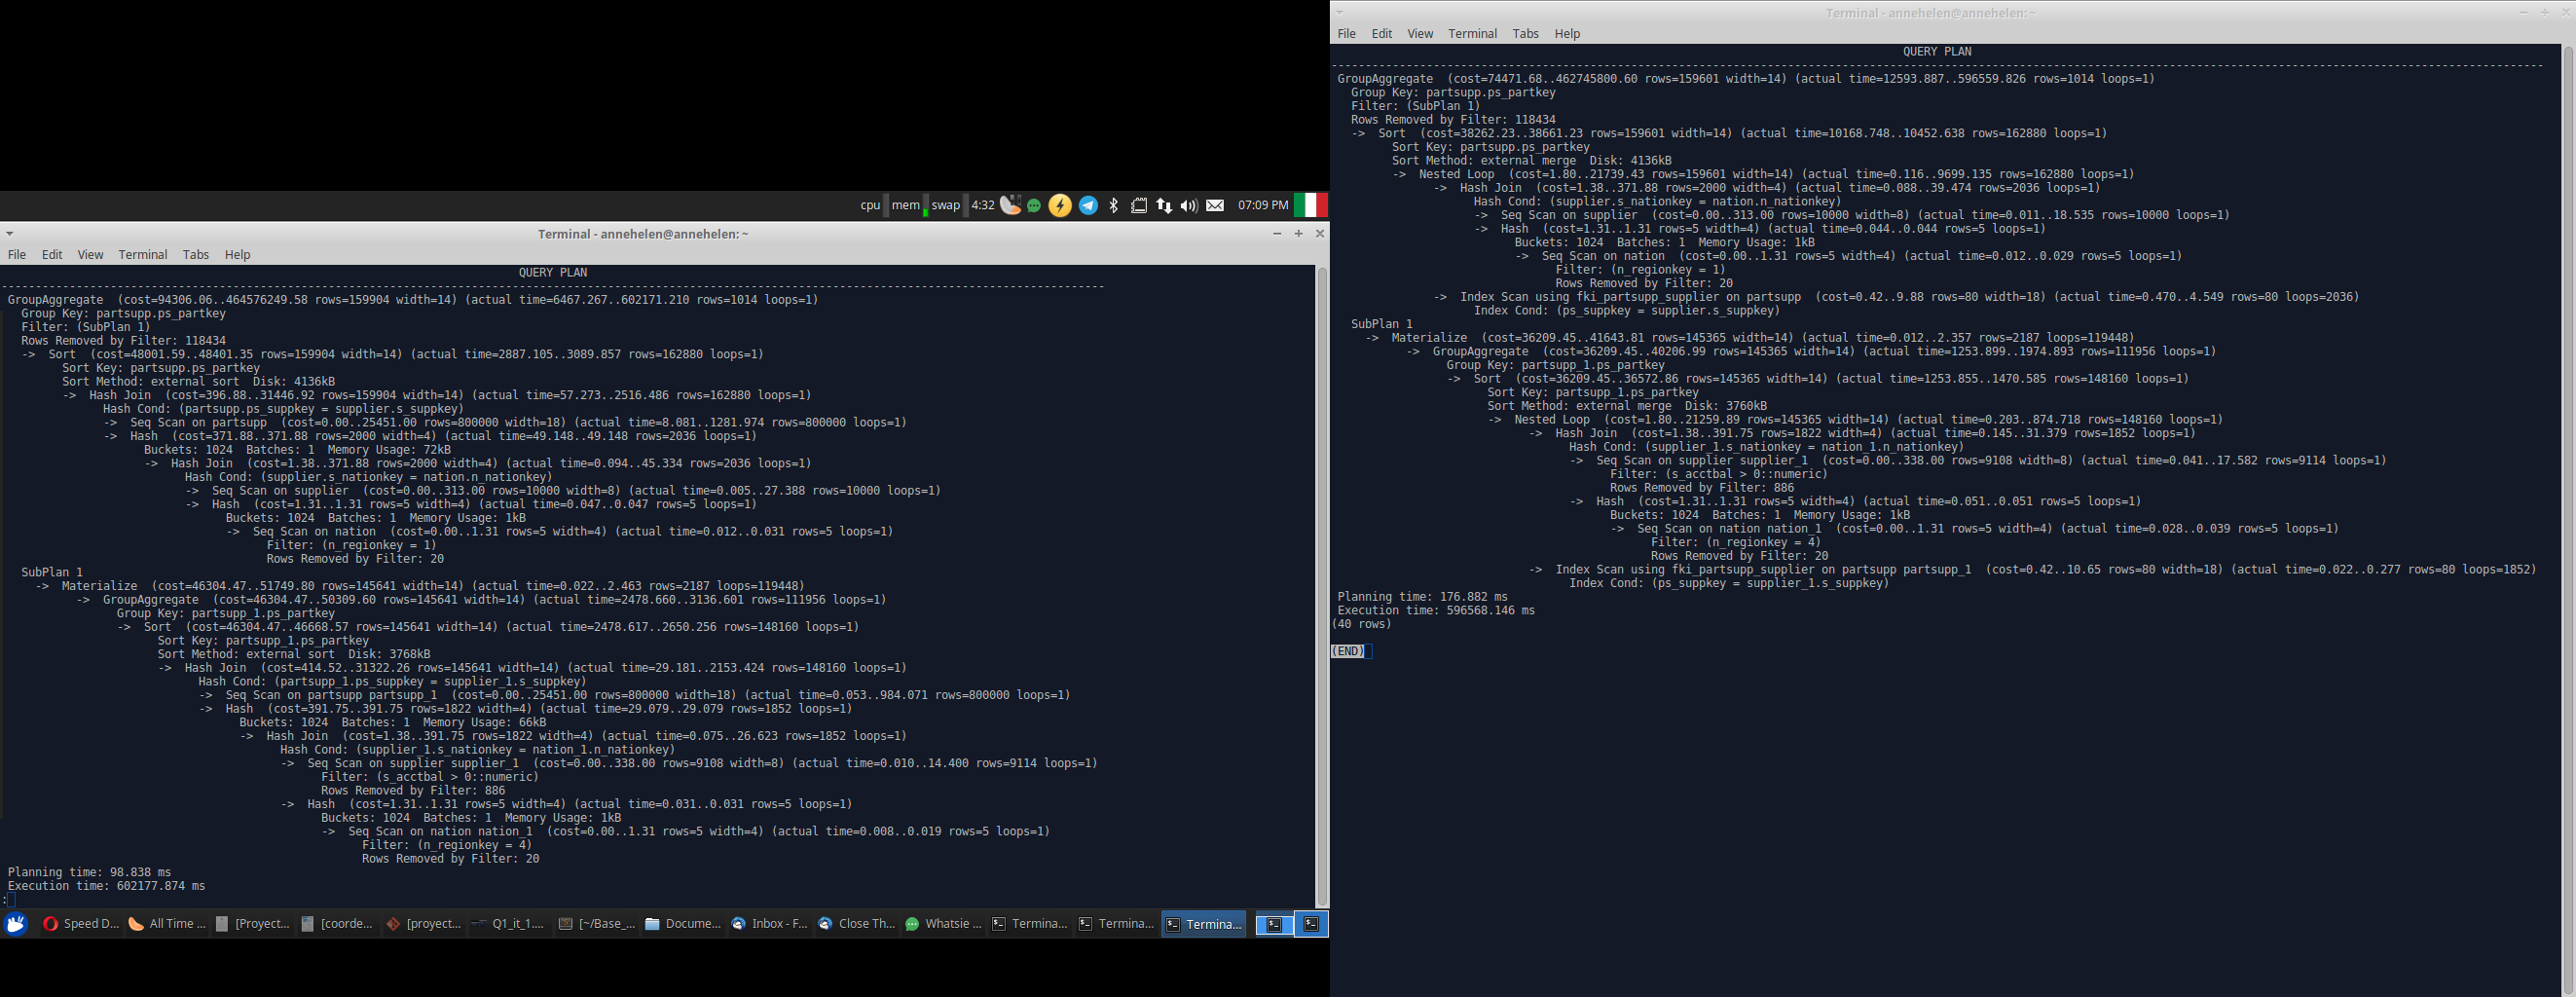 cpu mem swap 4:32 07:09 PM
Terminal - annehelen@annehelen: ~
File Edit View Terminal Tabs Help
QUERY PLAN
GroupAggregate  (cost=94306.06..464576249.58 rows=159904 width=14) (actual time=6467.267..602171.210 rows=1014 loops=1)
Group Key: partsupp.ps_partkey
Filter: (SubPlan 1)
Rows Removed by Filter: 118434
->  Sort  (cost=48001.59..48401.35 rows=159904 width=14) (actual time=2887.105..3089.857 rows=162880 loops=1)
Sort Key: partsupp.ps_partkey
Sort Method: external sort  Disk: 4136kB
->  Hash Join  (cost=396.88..31446.92 rows=159904 width=14) (actual time=57.273..2516.486 rows=162880 loops=1)
Hash Cond: (partsupp.ps_suppkey = supplier.s_suppkey)
->  Seq Scan on partsupp  (cost=0.00..25451.00 rows=800000 width=18) (actual time=8.081..1281.974 rows=800000 loops=1)
->  Hash  (cost=371.88..371.88 rows=2000 width=4) (actual time=49.148..49.148 rows=2036 loops=1)
Buckets: 1024  Batches: 1  Memory Usage: 72kB
->  Hash Join  (cost=1.38..371.88 rows=2000 width=4) (actual time=0.094..45.334 rows=2036 loops=1)
Hash Cond: (supplier.s_nationkey = nation.n_nationkey)
->  Seq Scan on supplier  (cost=0.00..313.00 rows=10000 width=8) (actual time=0.005..27.388 rows=10000 loops=1)
->  Hash  (cost=1.31..1.31 rows=5 width=4) (actual time=0.047..0.047 rows=5 loops=1)
Buckets: 1024  Batches: 1  Memory Usage: 1kB
->  Seq Scan on nation  (cost=0.00..1.31 rows=5 width=4) (actual time=0.012..0.031 rows=5 loops=1)
Filter: (n_regionkey = 1)
Rows Removed by Filter: 20
SubPlan 1
->  Materialize  (cost=46304.47..51749.80 rows=145641 width=14) (actual time=0.022..2.463 rows=2187 loops=119448)
->  GroupAggregate  (cost=46304.47..50309.60 rows=145641 width=14) (actual time=2478.660..3136.601 rows=111956 loops=1)
Group Key: partsupp_1.ps_partkey
->  Sort  (cost=46304.47..46668.57 rows=145641 width=14) (actual time=2478.617..2650.256 rows=148160 loops=1)
Sort Key: partsupp_1.ps_partkey
Sort Method: external sort  Disk: 3768kB
->  Hash Join  (cost=414.52..31322.26 rows=145641 width=14) (actual time=29.181..2153.424 rows=148160 loops=1)
Hash Cond: (partsupp_1.ps_suppkey = supplier_1.s_suppkey)
->  Seq Scan on partsupp partsupp_1  (cost=0.00..25451.00 rows=800000 width=18) (actual time=0.053..984.071 rows=800000 loops=1)
->  Hash  (cost=391.75..391.75 rows=1822 width=4) (actual time=29.079..29.079 rows=1852 loops=1)
Buckets: 1024  Batches: 1  Memory Usage: 66kB
->  Hash Join  (cost=1.38..391.75 rows=1822 width=4) (actual time=0.075..26.623 rows=1852 loops=1)
Hash Cond: (supplier_1.s_nationkey = nation_1.n_nationkey)
->  Seq Scan on supplier supplier_1  (cost=0.00..338.00 rows=9108 width=8) (actual time=0.010..14.400 rows=9114 loops=1)
Filter: (s_acctbal > 0::numeric)
Rows Removed by Filter: 886
->  Hash  (cost=1.31..1.31 rows=5 width=4) (actual time=0.031..0.031 rows=5 loops=1)
Buckets: 1024  Batches: 1  Memory Usage: 1kB
->  Seq Scan on nation nation_1  (cost=0.00..1.31 rows=5 width=4) (actual time=0.008..0.019 rows=5 loops=1)
Filter: (n_regionkey = 4)
Rows Removed by Filter: 20
Planning time: 98.838 ms
Execution time: 602177.874 ms
:
Speed D... All Time ... [Proyect... [coorde... [proyect... Q1_it_1.... [~/Base_... Docume... Inbox - F... Close Th... Whatsie ... Termina... Termina... Termina...
Terminal - annehelen@annehelen: ~
File Edit View Terminal Tabs Help
QUERY PLAN
GroupAggregate  (cost=74471.68..462745800.60 rows=159601 width=14) (actual time=12593.887..596559.826 rows=1014 loops=1)
Group Key: partsupp.ps_partkey
Filter: (SubPlan 1)
Rows Removed by Filter: 118434
->  Sort  (cost=38262.23..38661.23 rows=159601 width=14) (actual time=10168.748..10452.638 rows=162880 loops=1)
Sort Key: partsupp.ps_partkey
Sort Method: external merge  Disk: 4136kB
->  Nested Loop  (cost=1.80..21739.43 rows=159601 width=14) (actual time=0.116..9699.135 rows=162880 loops=1)
->  Hash Join  (cost=1.38..371.88 rows=2000 width=4) (actual time=0.088..39.474 rows=2036 loops=1)
Hash Cond: (supplier.s_nationkey = nation.n_nationkey)
->  Seq Scan on supplier  (cost=0.00..313.00 rows=10000 width=8) (actual time=0.011..18.535 rows=10000 loops=1)
->  Hash  (cost=1.31..1.31 rows=5 width=4) (actual time=0.044..0.044 rows=5 loops=1)
Buckets: 1024  Batches: 1  Memory Usage: 1kB
->  Seq Scan on nation  (cost=0.00..1.31 rows=5 width=4) (actual time=0.012..0.029 rows=5 loops=1)
Filter: (n_regionkey = 1)
Rows Removed by Filter: 20
->  Index Scan using fki_partsupp_supplier on partsupp  (cost=0.42..9.88 rows=80 width=18) (actual time=0.470..4.549 rows=80 loops=2036)
Index Cond: (ps_suppkey = supplier.s_suppkey)
SubPlan 1
->  Materialize  (cost=36209.45..41643.81 rows=145365 width=14) (actual time=0.012..2.357 rows=2187 loops=119448)
->  GroupAggregate  (cost=36209.45..40206.99 rows=145365 width=14) (actual time=1253.899..1974.893 rows=111956 loops=1)
Group Key: partsupp_1.ps_partkey
->  Sort  (cost=36209.45..36572.86 rows=145365 width=14) (actual time=1253.855..1470.585 rows=148160 loops=1)
Sort Key: partsupp_1.ps_partkey
Sort Method: external merge  Disk: 3760kB
->  Nested Loop  (cost=1.80..21259.89 rows=145365 width=14) (actual time=0.203..874.718 rows=148160 loops=1)
->  Hash Join  (cost=1.38..391.75 rows=1822 width=4) (actual time=0.145..31.379 rows=1852 loops=1)
Hash Cond: (supplier_1.s_nationkey = nation_1.n_nationkey)
->  Seq Scan on supplier supplier_1  (cost=0.00..338.00 rows=9108 width=8) (actual time=0.041..17.582 rows=9114 loops=1)
Filter: (s_acctbal > 0::numeric)
Rows Removed by Filter: 886
->  Hash  (cost=1.31..1.31 rows=5 width=4) (actual time=0.051..0.051 rows=5 loops=1)
Buckets: 1024  Batches: 1  Memory Usage: 1kB
->  Seq Scan on nation nation_1  (cost=0.00..1.31 rows=5 width=4) (actual time=0.028..0.039 rows=5 loops=1)
Filter: (n_regionkey = 4)
Rows Removed by Filter: 20
->  Index Scan using fki_partsupp_supplier on partsupp partsupp_1  (cost=0.42..10.65 rows=80 width=18) (actual time=0.022..0.277 rows=80 loops=1852)
Index Cond: (ps_suppkey = supplier_1.s_suppkey)
Planning time: 176.882 ms
Execution time: 596568.146 ms
(40 rows)
(END)